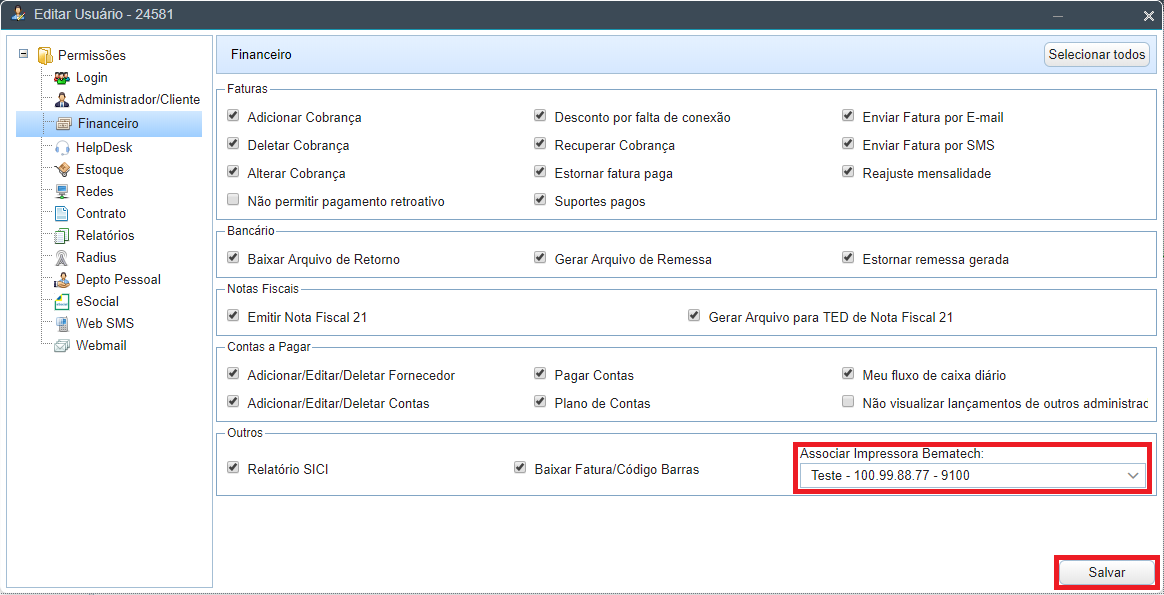 Editar Usuário - 24581
Permissões
Login
Administrador/Cliente
Financeiro
HelpDesk
Estoque
Redes
Contrato
Relatórios
Radius
Depto Pessoal
eSocial
Web SMS
Webmail
Financeiro
Selecionar todos
Faturas
Adicionar Cobrança
Desconto por falta de conexão
Enviar Fatura por E-mail
Deletar Cobrança
Recuperar Cobrança
Enviar Fatura por SMS
Alterar Cobrança
Estornar fatura paga
Reajuste mensalidade
Não permitir pagamento retroativo
Suportes pagos
Bancário
Baixar Arquivo de Retorno
Gerar Arquivo de Remessa
Estornar remessa gerada
Notas Fiscais
Emitir Nota Fiscal 21
Gerar Arquivo para TED de Nota Fiscal 21
Contas a Pagar
Adicionar/Editar/Deletar Fornecedor
Pagar Contas
Meu fluxo de caixa diário
Adicionar/Editar/Deletar Contas
Plano de Contas
Não visualizar lançamentos de outros administrac
Outros
Relatório SICI
Baixar Fatura/Código Barras
Associar Impressora Bematech:
Teste - 100.99.88.77 - 9100
Salvar